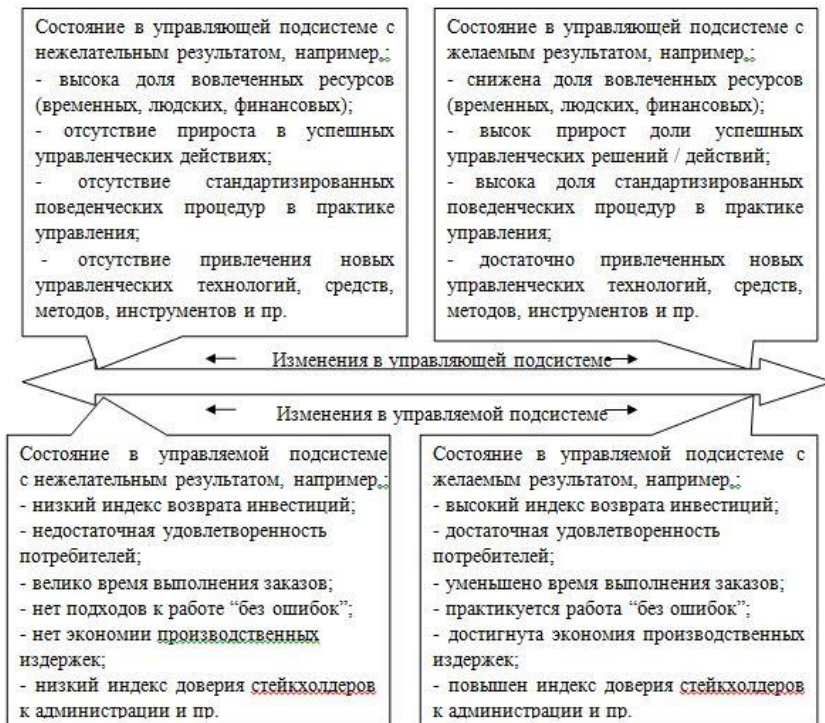 Состояние в управляющей подсистеме с
нежелательным результатом, например,:
- высока доля вовлеченных ресурсов
(временных, людских, финансовых);
- отсутствие прироста в успешных
управленческих действиях;
- отсутствие стандартизированных
поведенческих процедур в практике
управления;
- отсутствие привлечения новых
управленческих технологий, средств,
методов, инструментов и пр.
Состояние в управляющей подсистеме с
желаемым результатом, например,:
- снижена доля вовлеченных ресурсов
(временных, людских, финансовых);
- высок прирост доли успешных
управленческих решений / действий;
- высока доля стандартизированных
поведенческих процедур в практике
управления;
- достаточно привлеченных новых
управленческих технологий, средств,
методов, инструментов и пр.
Изменения в управляющей подсистеме
Изменения в управляемой подсистеме
Состояние в управляемой подсистеме
с нежелательным результатом, например,:
- низкий индекс возврата инвестиций;
- недостаточная удовлетворенность
потребителей;
- велико время выполнения заказов;
- нет подходов к работе “без ошибок”;
- нет экономии производственных
издержек;
- низкий индекс доверия стейкхолдеров
к администрации и пр.
Состояние в управляемой подсистеме с
желаемым результатом, например,:
- высокий индекс возврата инвестиций;
- достаточная удовлетворенность
потребителей;
- уменьшено время выполнения заказов;
- практикуется работа “без ошибок”;
- достигнута экономия производственных
издержек;
- повышен индекс доверия стейкхолдеров
к администрации и пр.